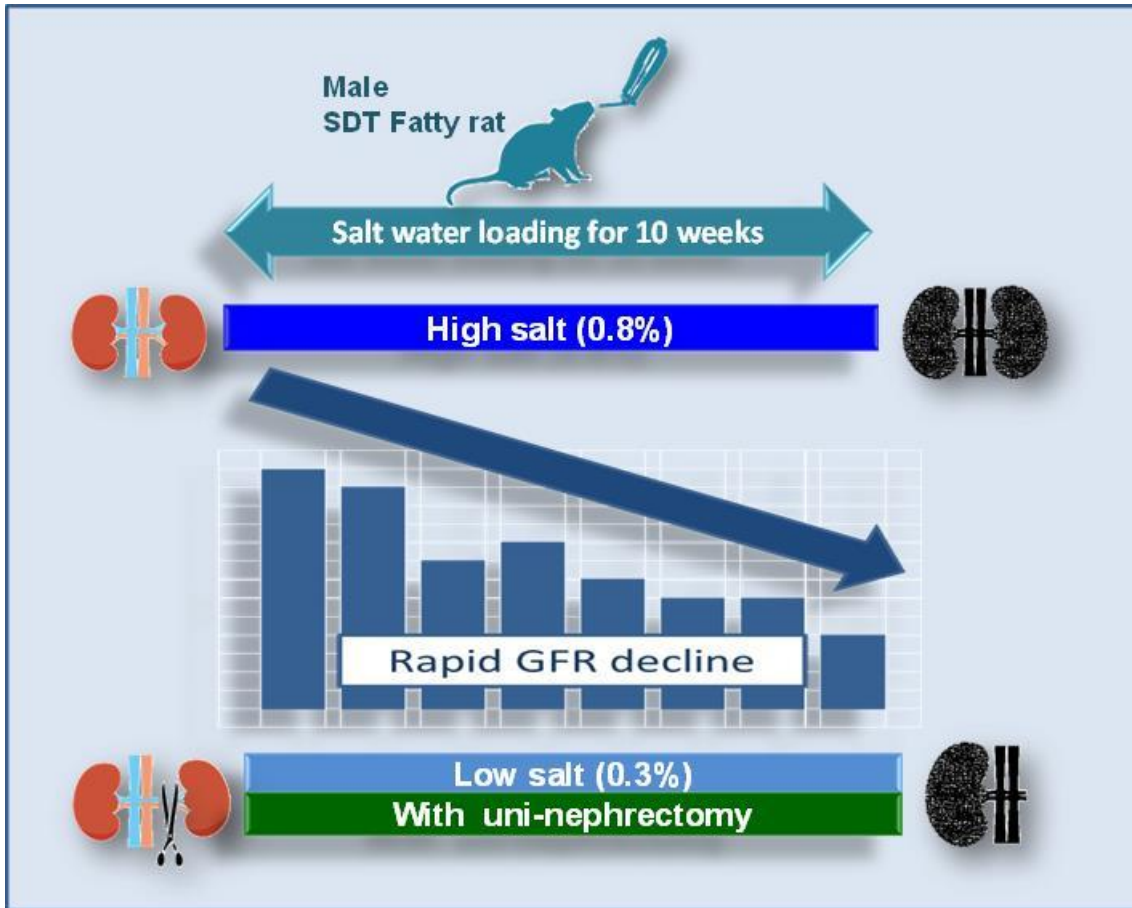 Male
SDT Fatty rat
Salt water loading for 10 weeks
High salt (0.8%)
Rapid GFR decline
Low salt (0.3%)
With uni-nephrectomy